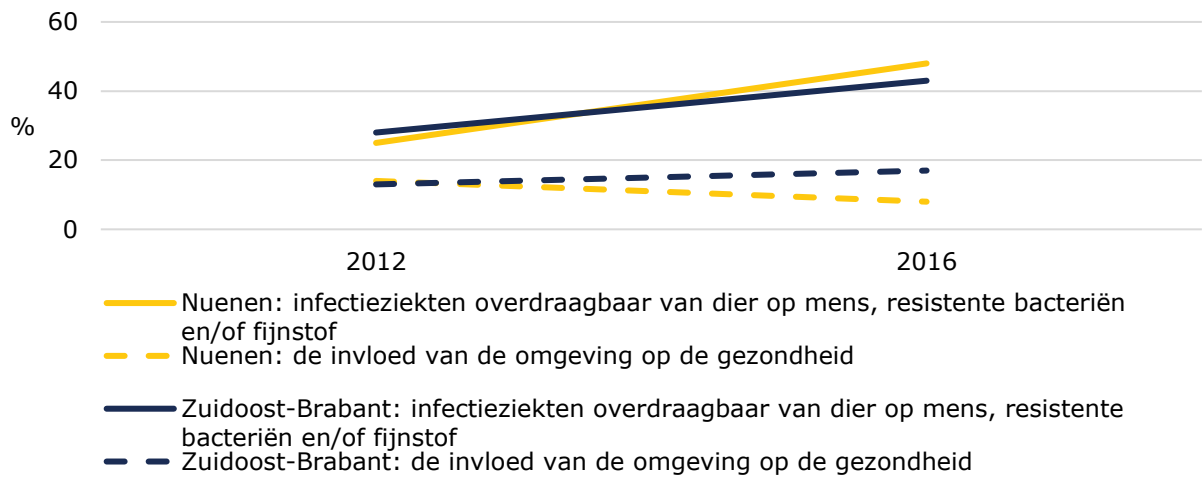 60
40
%
20
0
2012 2016
Nuenen: infectieziekten overdraagbaar van dier op mens, resistente bacteriën
en/of fijnstof
Nuenen: de invloed van de omgeving op de gezondheid
Zuidoost-Brabant: infectieziekten overdraagbaar van dier op mens, resistente
bacteriën en/of fijnstof
Zuidoost-Brabant: de invloed van de omgeving op de gezondheid